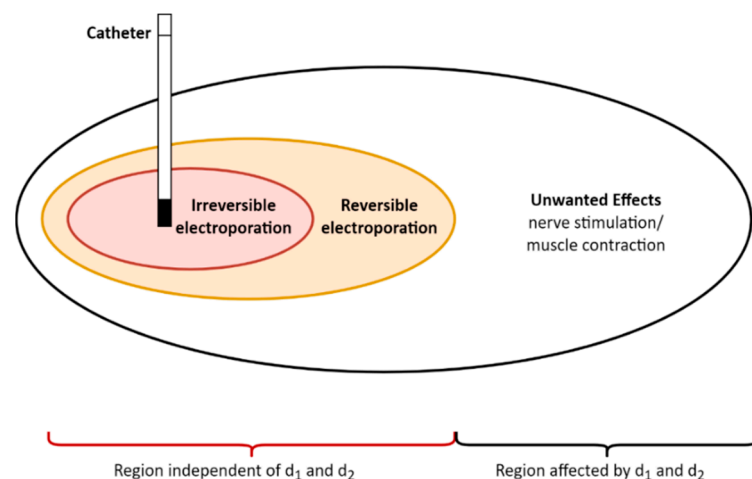 Catheter
Irreversible
electroporation
Reversible
electroporation
Unwanted Effects
nerve stimulation/
muscle contraction
Region independent of d₁ and d₂
Region affected by d₁ and d₂